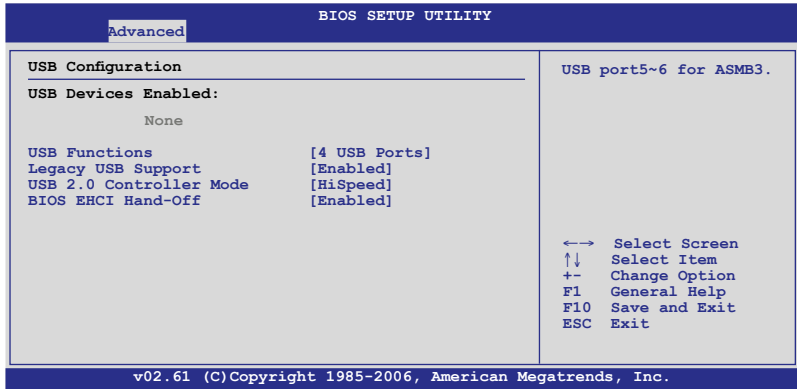 BIOS SETUP UTILITY
Advanced
USB Configuration
USB Devices Enabled:
None
USB Functions [4 USB Ports]
Legacy USB Support [Enabled]
USB 2.0 Controller Mode [HiSpeed]
BIOS EHCI Hand-Off [Enabled]
USB port5~6 for ASMB3.
←→ Select Screen
↑↓ Select Item
+- Change Option
F1 General Help
F10 Save and Exit
ESC Exit
v02.61 (C)Copyright 1985-2006, American Megatrends, Inc.